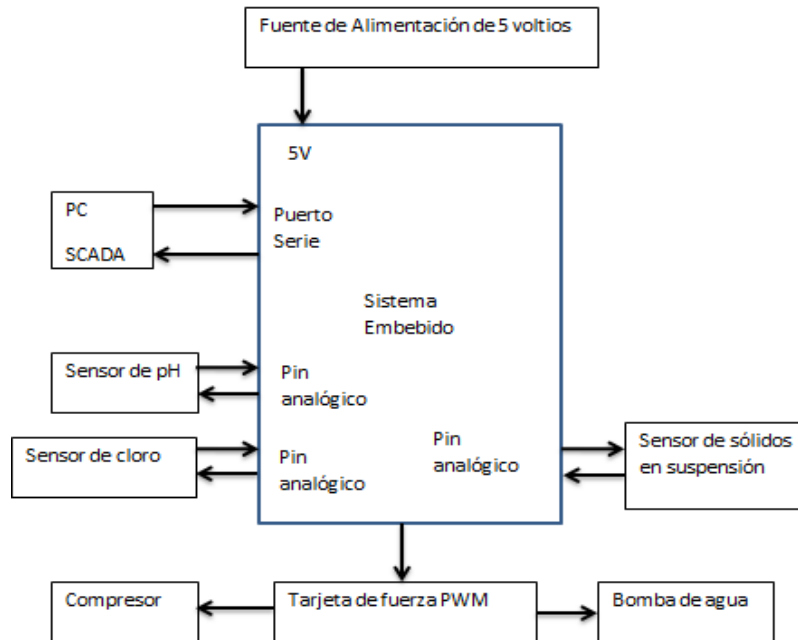 Fuente de Alimentación de 5 voltios
5V
PC
SCADA
Puerto
Serie
Sistema
Embebido
Sensor de pH
Pin
analógico
Sensor de cloro
Pin
analógico
Pin
analógico
Sensor de sólidos
en suspensión
Compresor
Tarjeta de fuerza PWM
Bomba de agua